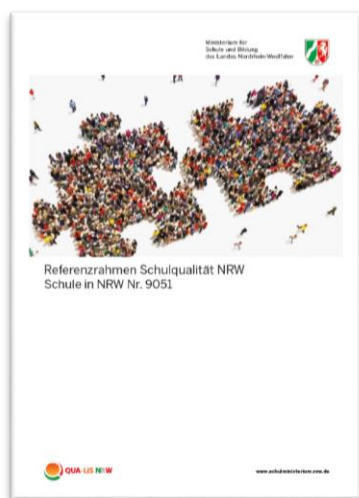 Ministerium für
Schule und Bildung
des Landes Nordrhein-Westfalen
Referenzrahmen Schulqualität NRW
Schule in NRW Nr. 9051
QUA-LiS NRW
www.schulministerium.nrw.de